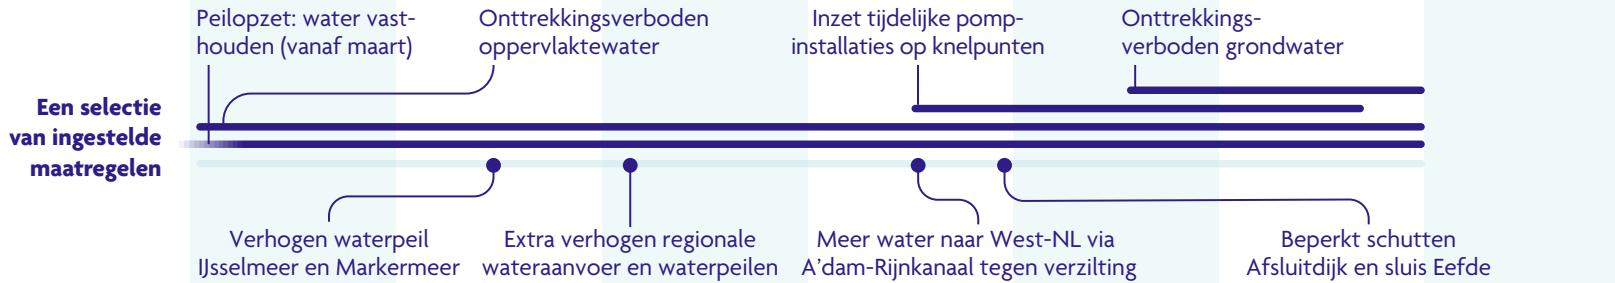 Peilopzet: water vast-
houden (vanaf maart)
Onttrekkingsverboden
oppervlaktewater
Inzet tijdelijke pomp-
installaties op knelpunten
Onttrekkings-
verboden grondwater
Een selectie
van ingestelde
maatregelen
Verhogen waterpeil
IJsselmeer en Markermeer
Extra verhogen regionale
wateraanvoer en waterpeilen
Meer water naar West-NL via
A'dam-Rijnkanaal tegen verzilting
Beperkt schutten
Afsluitdijk en sluis Eefde